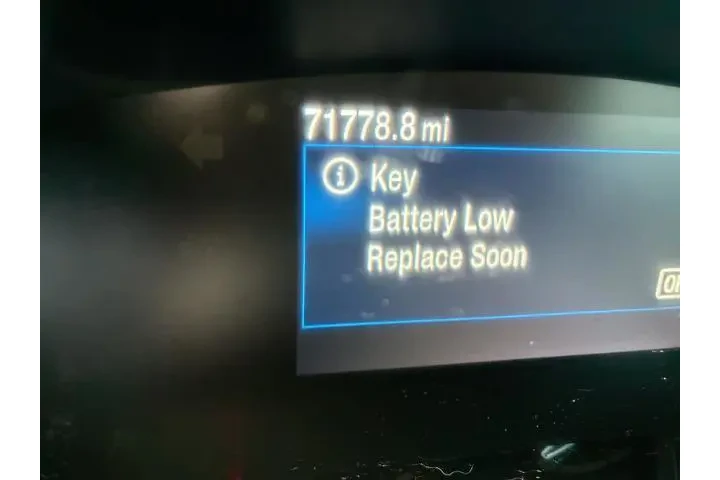 71778.8 mi
i Key
Battery Low
Replace Soon